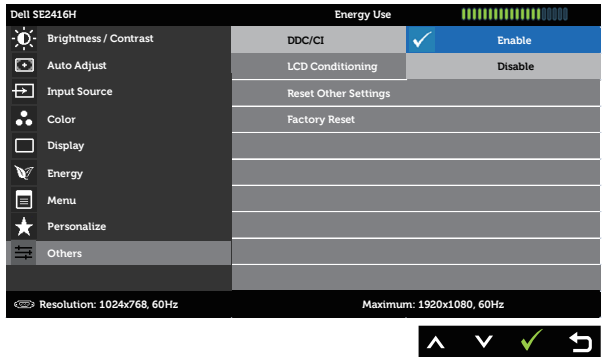 Dell SE2416H Energy Use
Brightness / Contrast DDC/CI Enable
Auto Adjust LCD Conditioning Disable
Input Source Reset Other Settings
Color Factory Reset
Display
Energy
Menu
Personalize
Others
Resolution: 1024x768, 60Hz Maximum: 1920x1080, 60Hz